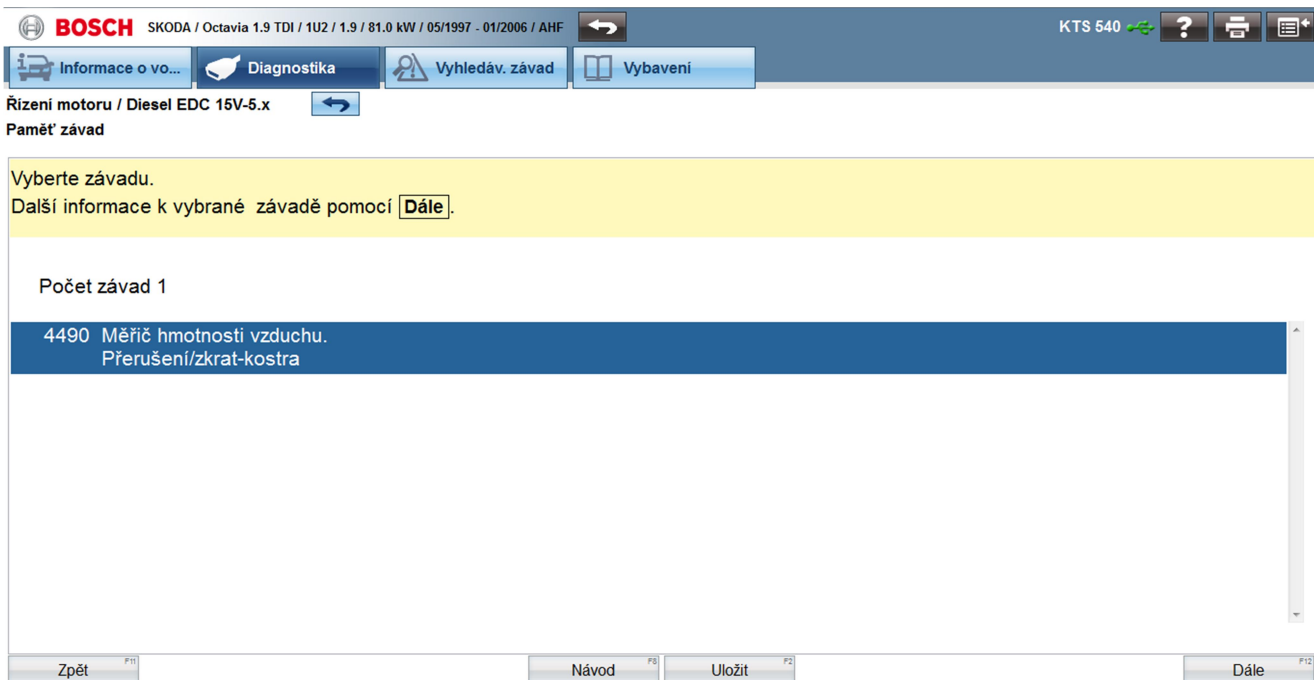 BOSCH SKODA / Octavia 1.9 TDI / 1U2 / 1.9 / 81.0 kW / 05/1997 - 01/2006 / AHF KTS 540 ?
Informace o vo... Diagnostika Vyhledáv. závad Vybavení
Řízení motoru / Diesel EDC 15V-5.x
Paměť závad
Vyberte závadu.
Další informace k vybrané závadě pomocí Dále.
Počet závad 1
4490 Měřič hmotnosti vzduchu.
Přerušení/zkrat-kostra
Zpět F11 Návod F8 Uložit F2 Dále F12